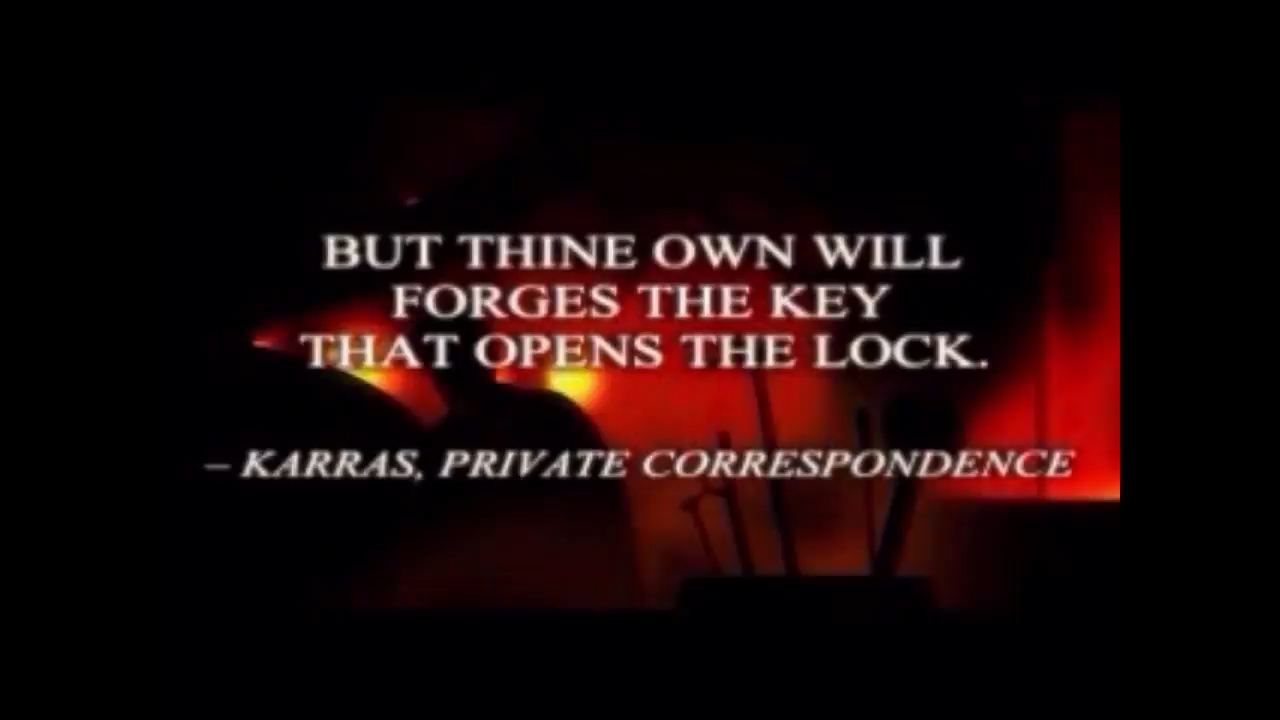 BUT THINE OWN WILL
FORGES THE KEY
THAT OPENS THE LOCK.
– KARRAS, PRIVATE CORRESPONDENCE